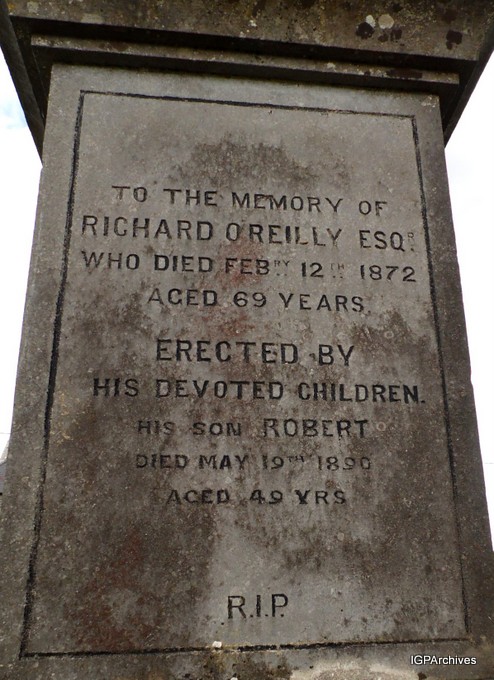 TO THE MEMORY OF
RICHARD O'REILLY ESQR.
WHO DIED FEBRY 12TH 1872
AGED 69 YEARS.
ERECTED BY
HIS DEVOTED CHILDREN.
HIS SON ROBERT
DIED MAY 19TH 1890
AGED 49 YRS
R.I.P.
IGPArchives